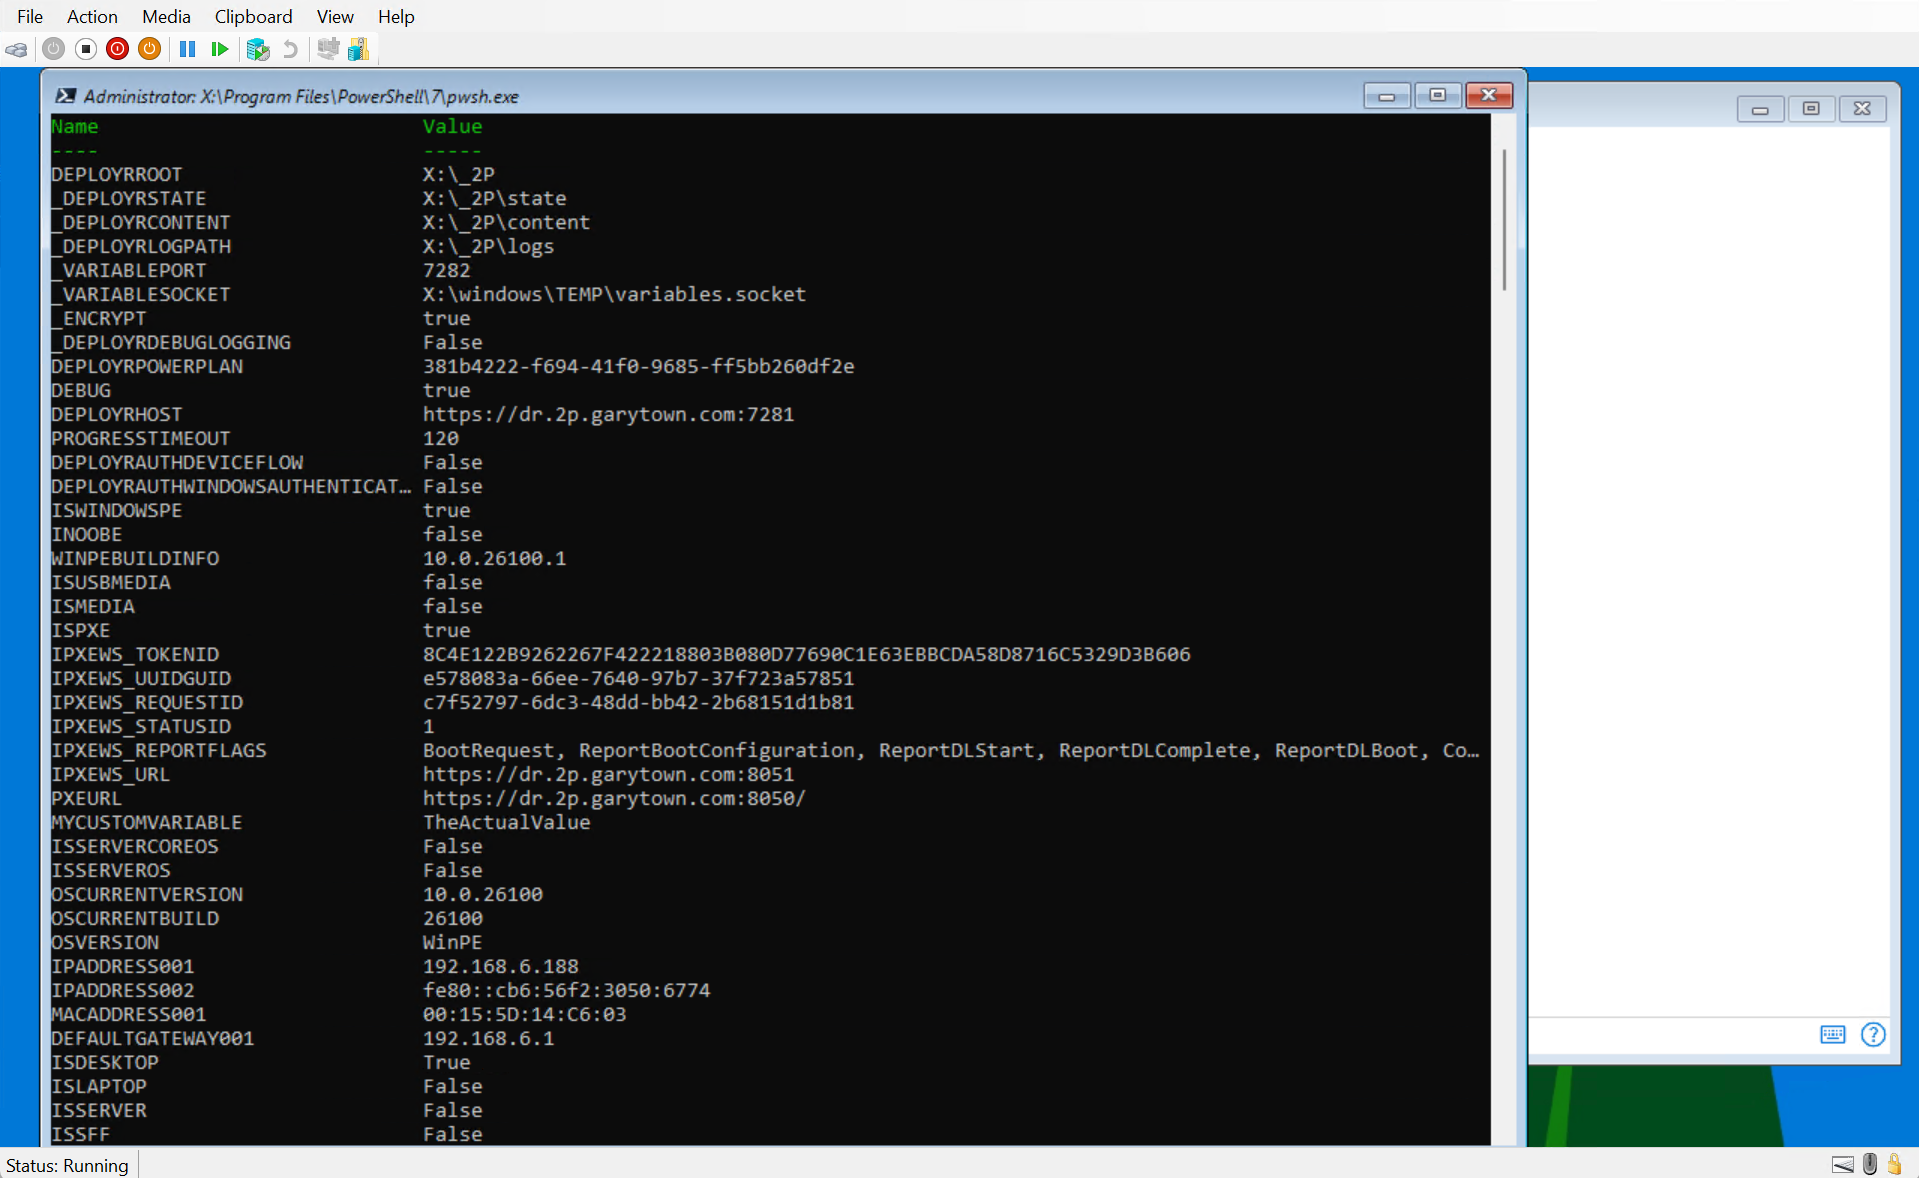 File Action Media Clipboard View Help
Administrator: X:\Program Files\PowerShell\7\pwsh.exe
Name Value
---- -----
DEPLOYRROOT X:\_2P
_DEPLOYRSTATE X:\_2P\state
_DEPLOYRCONTENT X:\_2P\content
_DEPLOYRLOGPATH X:\_2P\logs
_VARIABLEPORT 7282
_VARIABLESOCKET X:\windows\TEMP\variables.socket
_ENCRYPT true
_DEPLOYRDEBUGLOGGING False
DEPLOYRPOWERPLAN 381b4222-f694-41f0-9685-ff5bb260df2e
DEBUG true
DEPLOYRHOST https://dr.2p.garytown.com:7281
PROGRESSTIMEOUT 120
DEPLOYRAUTHDEVICEFLOW False
DEPLOYRAUTHWINDOWSAUTHENTICAT… False
ISWINDOWSPE true
INOOBE false
WINPEBUILDINFO 10.0.26100.1
ISUSBMEDIA false
ISMEDIA false
ISPXE true
IPXEWS_TOKENID 8C4E122B9262267F422218803B080D77690C1E63EBBCDA58D8716C5329D3B606
IPXEWS_UUIDGUID e578083a-66ee-7640-97b7-37f723a57851
IPXEWS_REQUESTID c7f52797-6dc3-48dd-bb42-2b68151d1b81
IPXEWS_STATUSID 1
IPXEWS_REPORTFLAGS BootRequest, ReportBootConfiguration, ReportDLStart, ReportDLComplete, ReportDLBoot, Co…
IPXEWS_URL https://dr.2p.garytown.com:8051
PXEURL https://dr.2p.garytown.com:8050/
MYCUSTOMVARIABLE TheActualValue
ISSERVERCOREOS False
ISSERVEROS False
OSCURRENTVERSION 10.0.26100
OSCURRENTBUILD 26100
OSVERSION WinPE
IPADDRESS001 192.168.6.188
IPADDRESS002 fe80::cb6:56f2:3050:6774
MACADDRESS001 00:15:5D:14:C6:03
DEFAULTGATEWAY001 192.168.6.1
ISDESKTOP True
ISLAPTOP False
ISSERVER False
ISSFF False
Status: Running